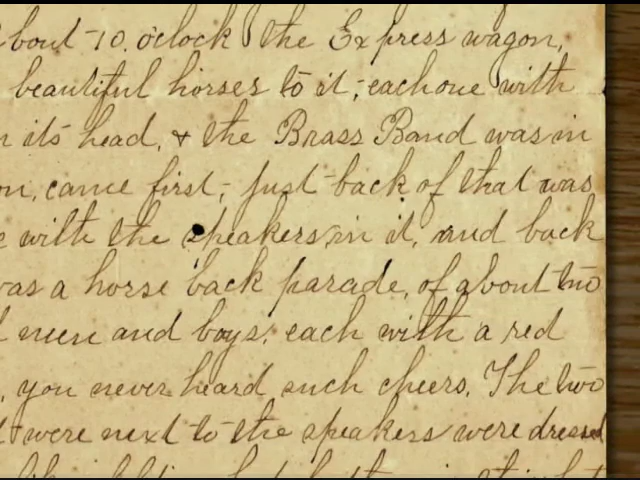 bout 10. o'clock the Express wagon,
beautiful horses to it; eachone with
its head, & the Brass Band was in
on, came first; just back of that was
with the speakers in it, and back
was a horse back parade, of about two
men and boys; each with a red
you never heard such cheers. The two
were next to the speakers were dressed